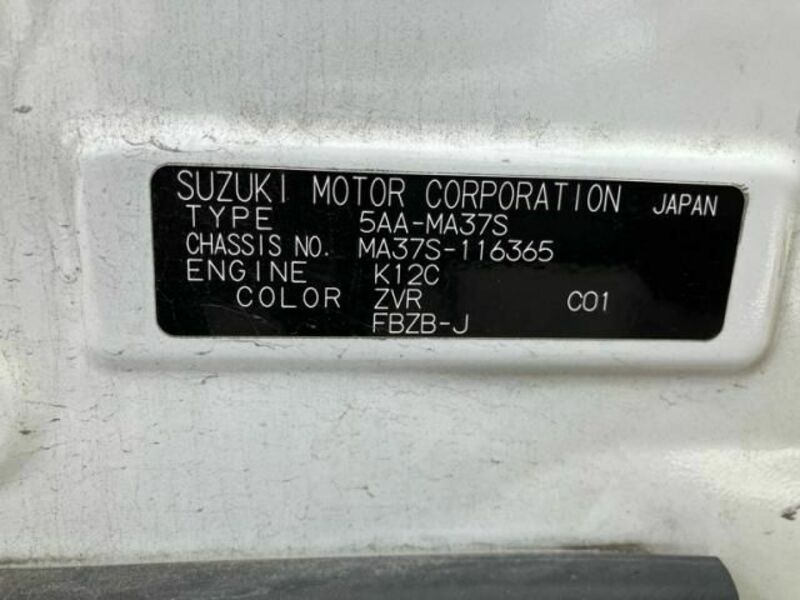 SUZUKI MOTOR CORPORATION JAPAN
TYPE 5AA-MA37S
CHASSIS NO. MA37S-116365
ENGINE K12C
COLOR ZVR C01
FBZB-J